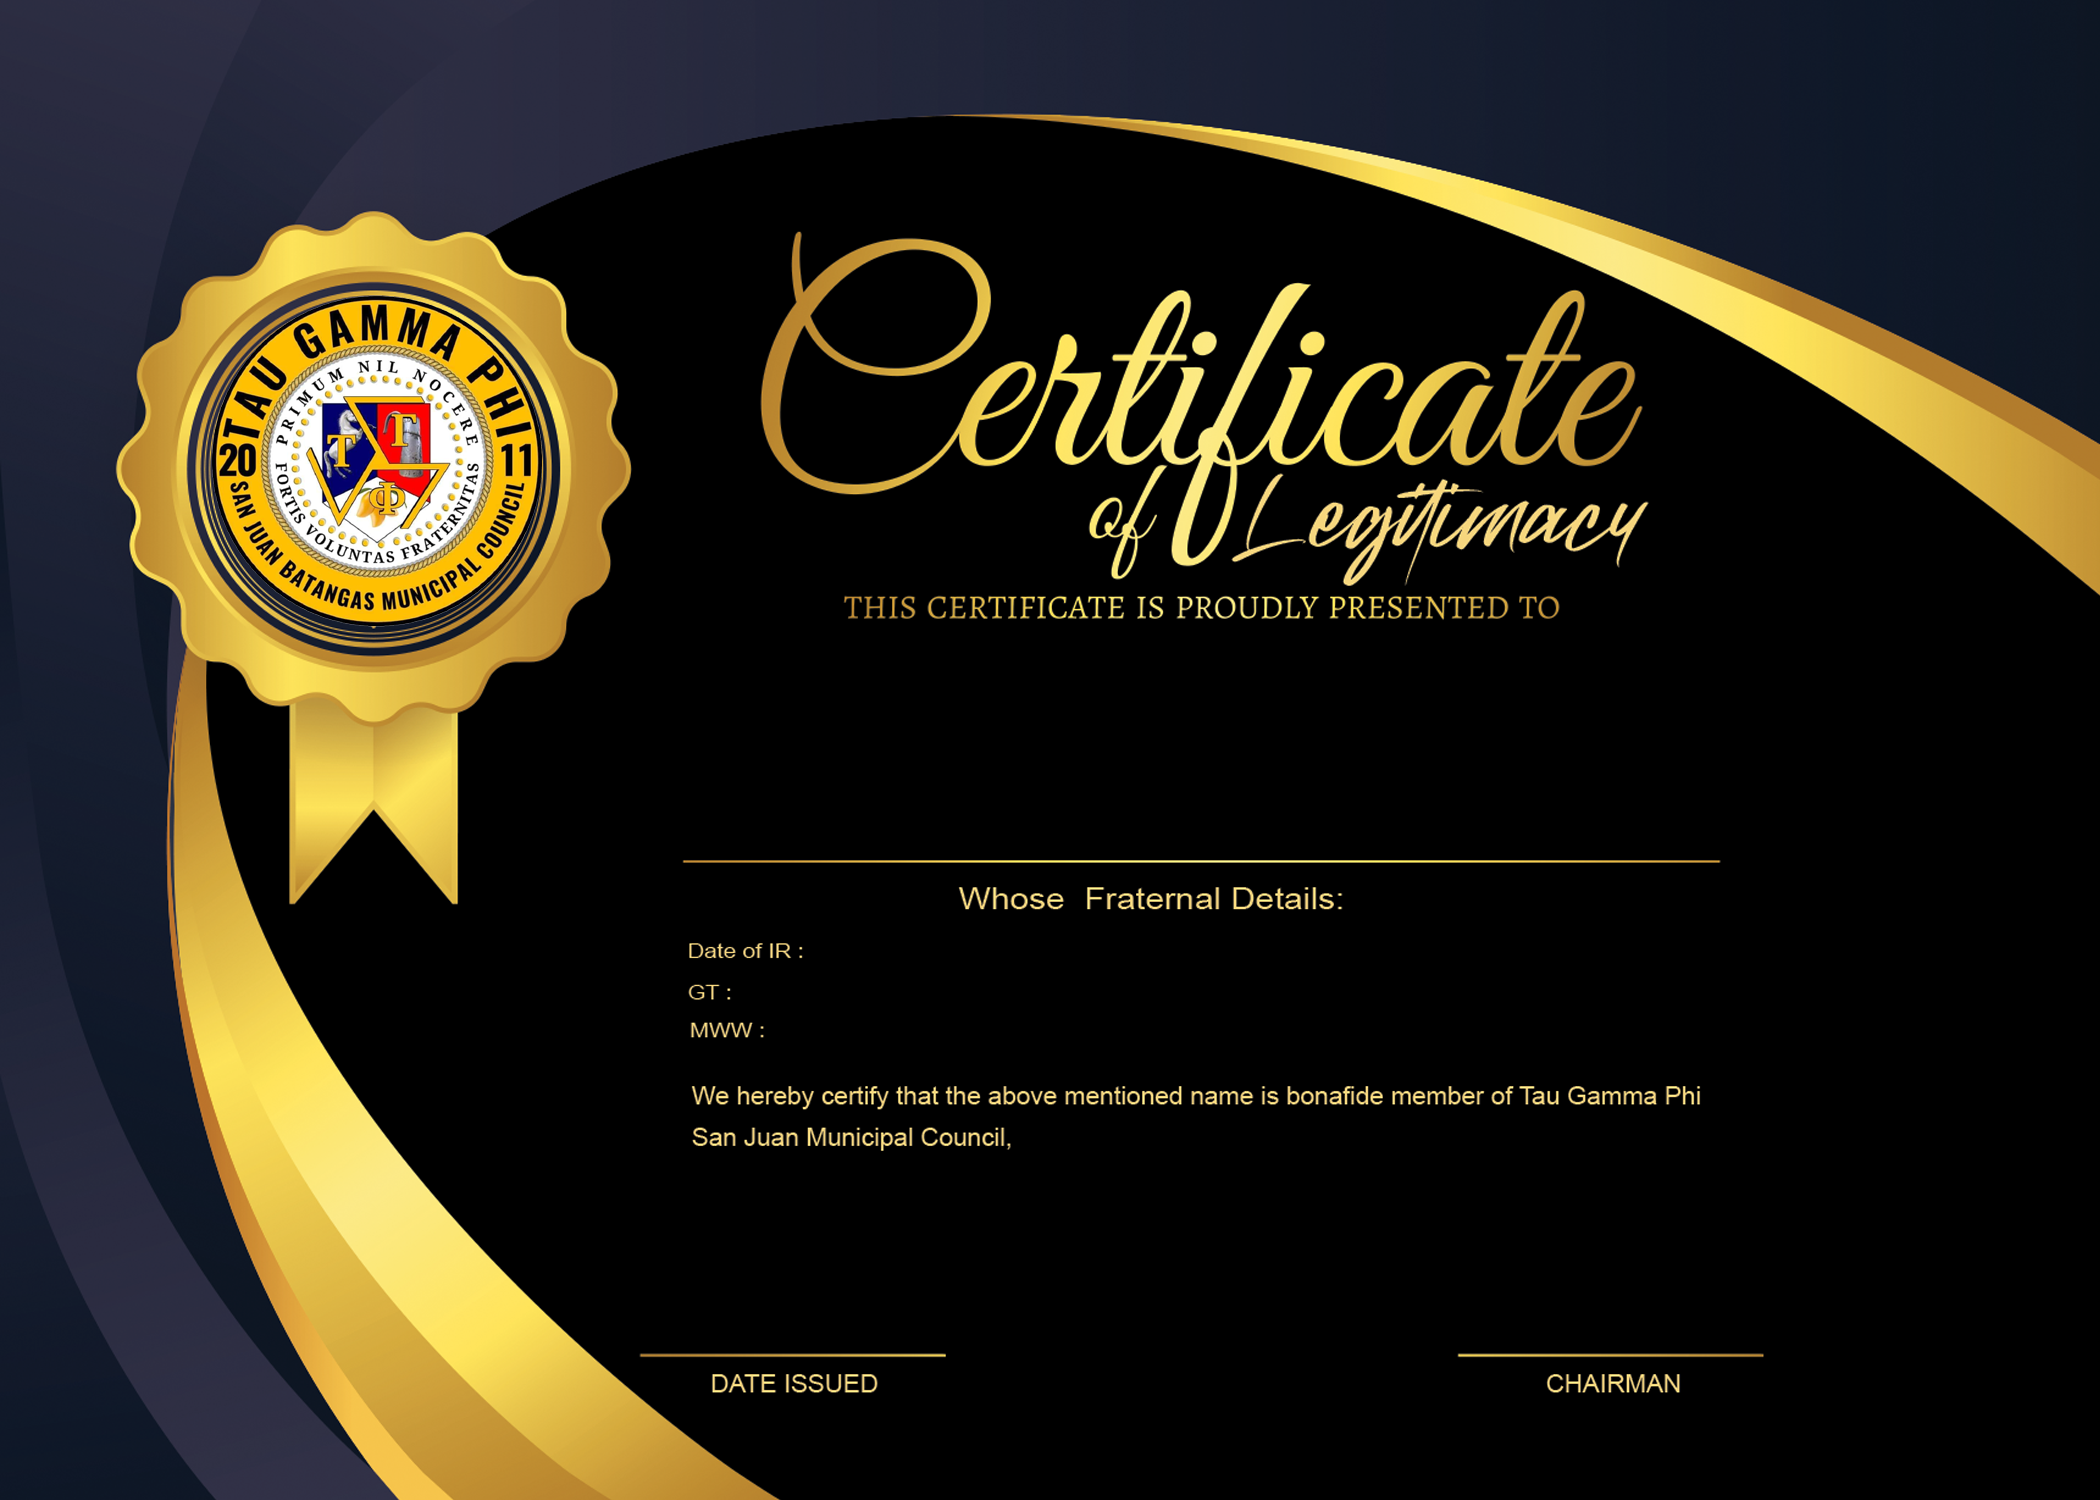 TAU GAMMA PHI
PRIMUM NIL NOCERE
T Γ
Φ
20 11
FORTIS VOLUNTAS FRATERNITAS
SAN JUAN BATANGAS MUNICIPAL COUNCIL
Certificate
of Legitimacy
THIS CERTIFICATE IS PROUDLY PRESENTED TO
Whose Fraternal Details:
Date of IR :
GT :
MWW :
We hereby certify that the above mentioned name is bonafide member of Tau Gamma Phi
San Juan Municipal Council,
DATE ISSUED
CHAIRMAN